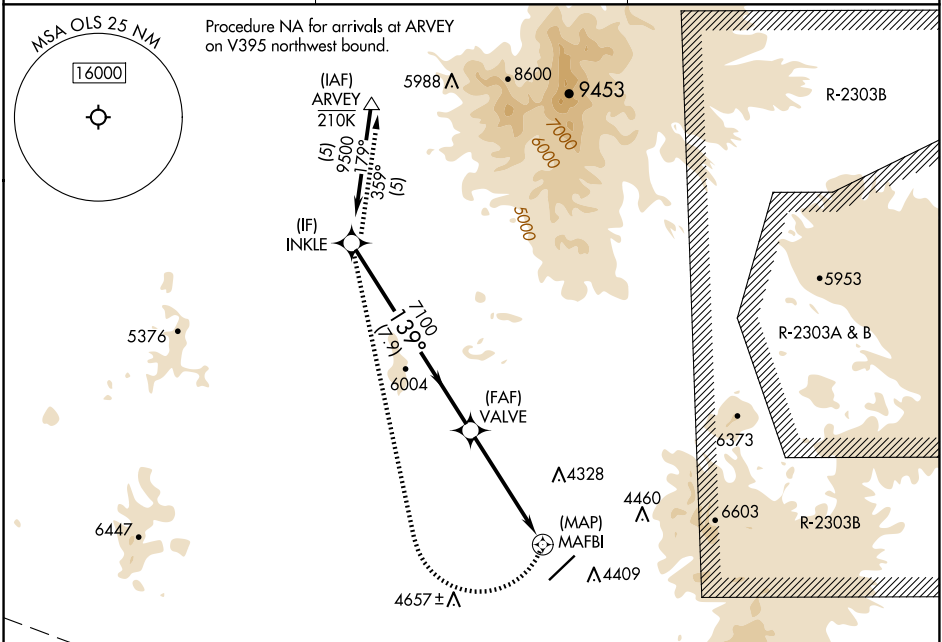 MSA OLS 25 NM
16000
Procedure NA for arrivals at ARVEY
on V395 northwest bound.
(IAF)
ARVEY
210K
5988
8600
9453
7000
6000
5000
R-2303B
(5)
9500
179°
359°
(5)
(IF)
INKLE
5953
R-2303A & B
5376
7100
139°
(7.9)
6004
(FAF)
VALVE
6373
4328
4460
6603
R-2303B
6447
(MAP)
MAFBI
4409
4657 ±